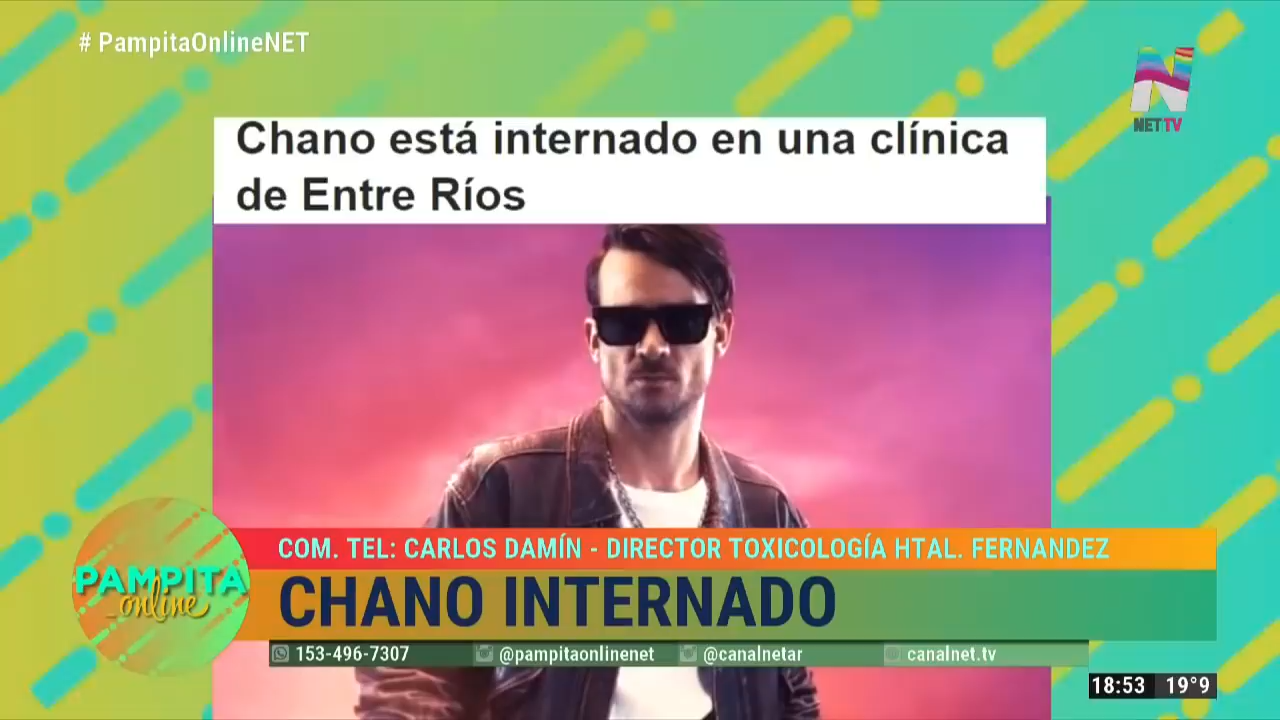 # PampitaOnlineNET
N
NET.TV
Chano está internado en una clínica
de Entre Ríos
COM. TEL: CARLOS DAMÍN - DIRECTOR TOXICOLOGÍA HTAL. FERNANDEZ
PAMPITA
online
CHANO INTERNADO
153-496-7307 @pampitaonlinenet @canalnetar canalnet.tv
18:53 19°9